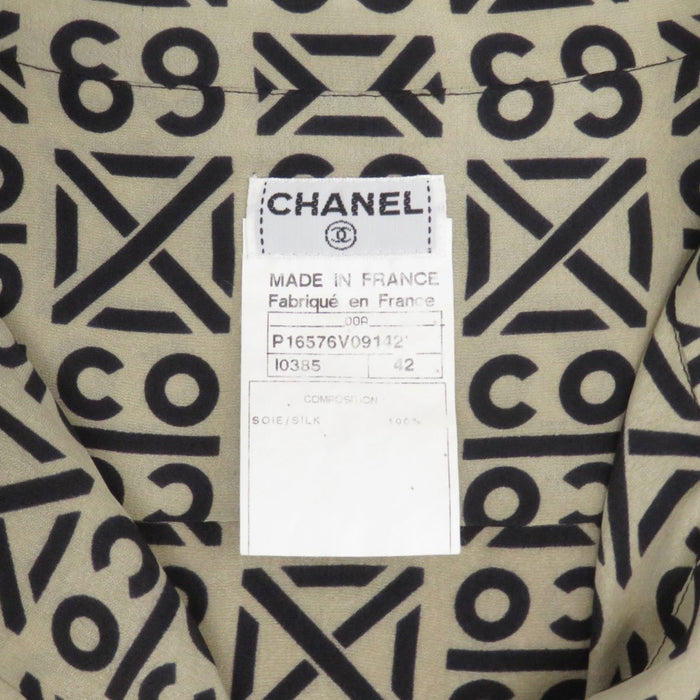 CHANEL
MADE IN FRANCE
Fabriqué en France
00A
P16576V09142
I0385 42
COMPOSITION
SOIE/SILK 100%